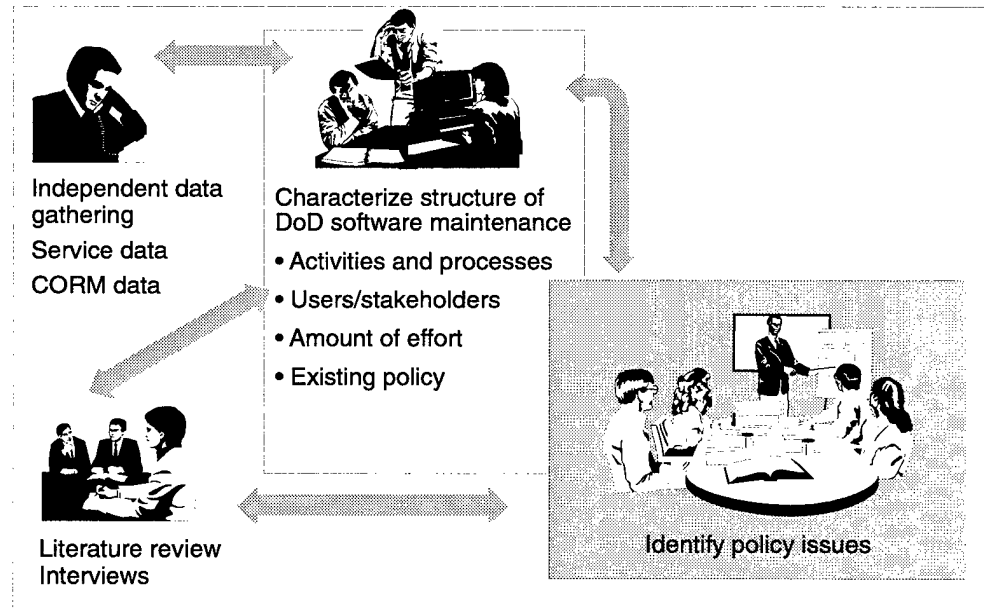 Independent data
gathering
Service data
CORM data
Characterize structure of
DoD software maintenance
• Activities and processes
• Users/stakeholders
• Amount of effort
• Existing policy
Literature review
Interviews
Identify policy issues